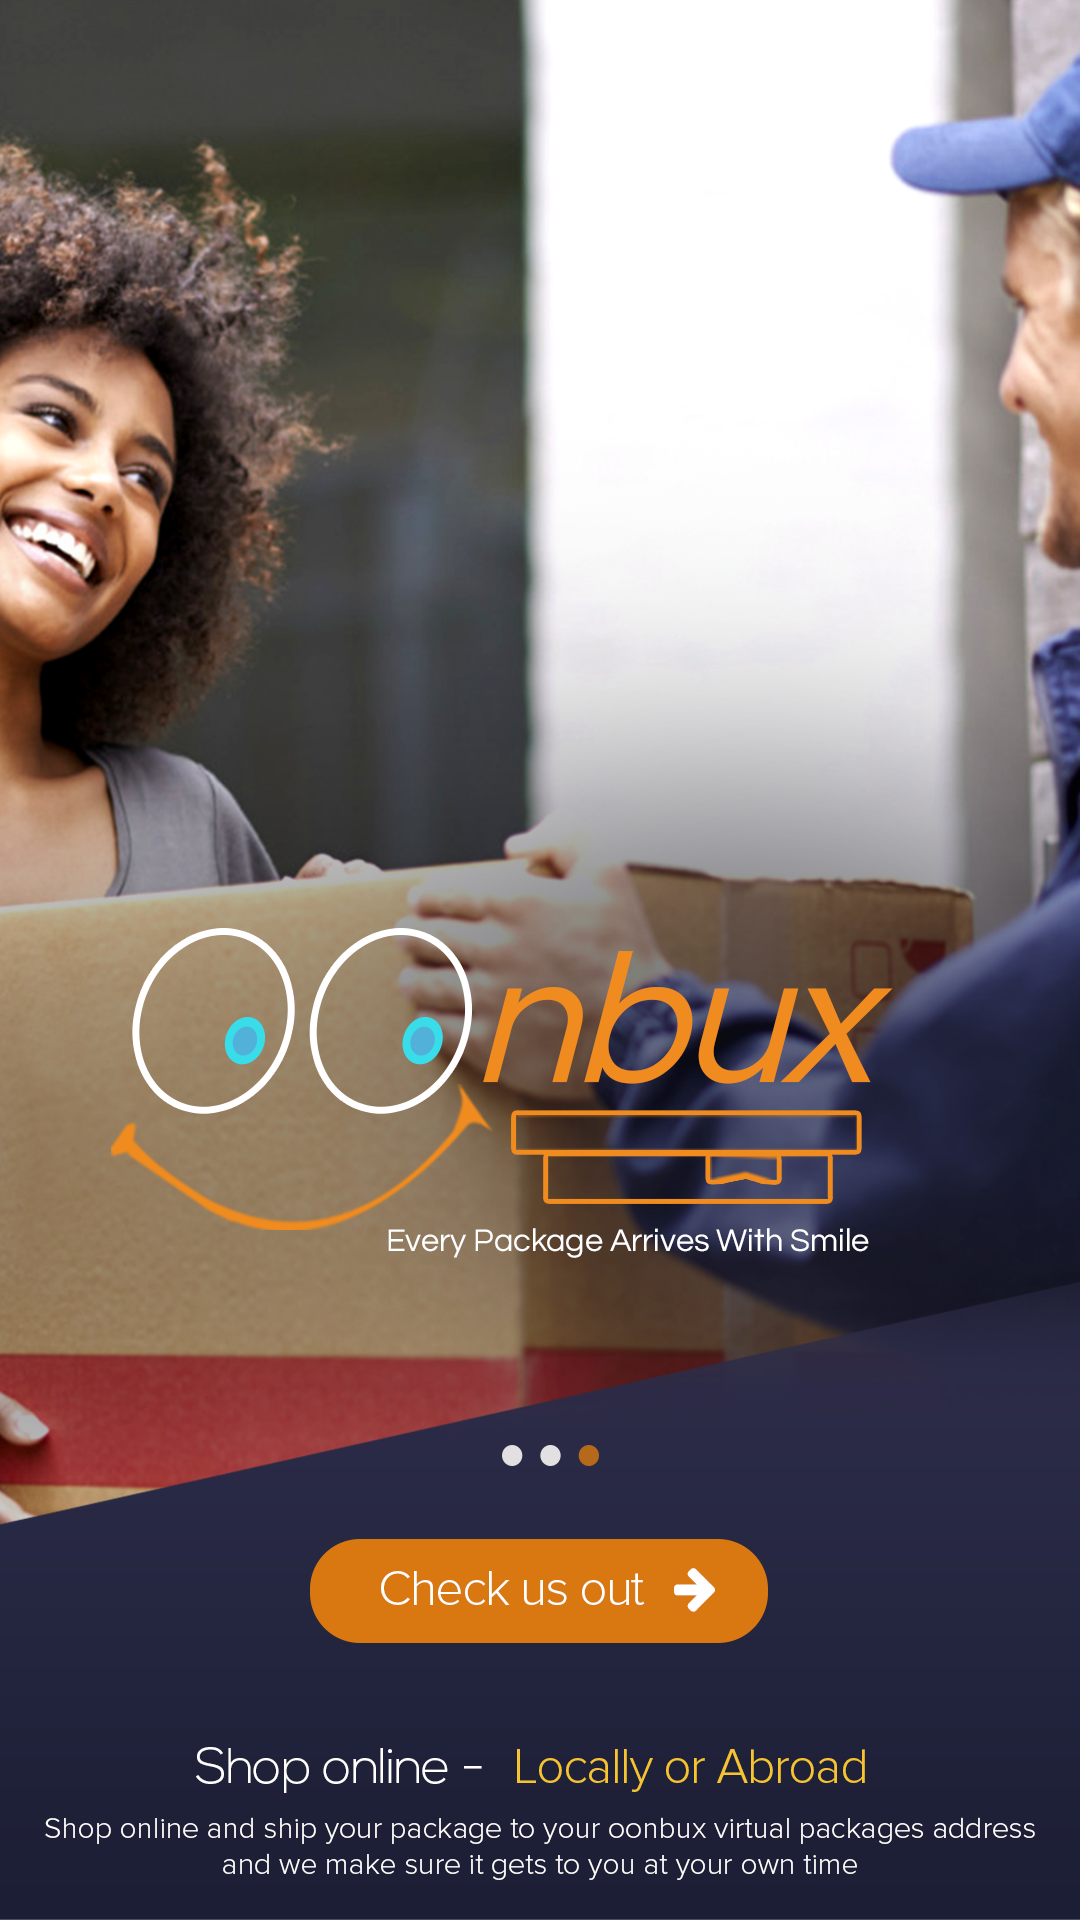 oonbux
Every Package Arrives With Smile
Check us out
Shop online - Locally or Abroad
Shop online and ship your package to your oonbux virtual packages address
and we make sure it gets to you at your own time